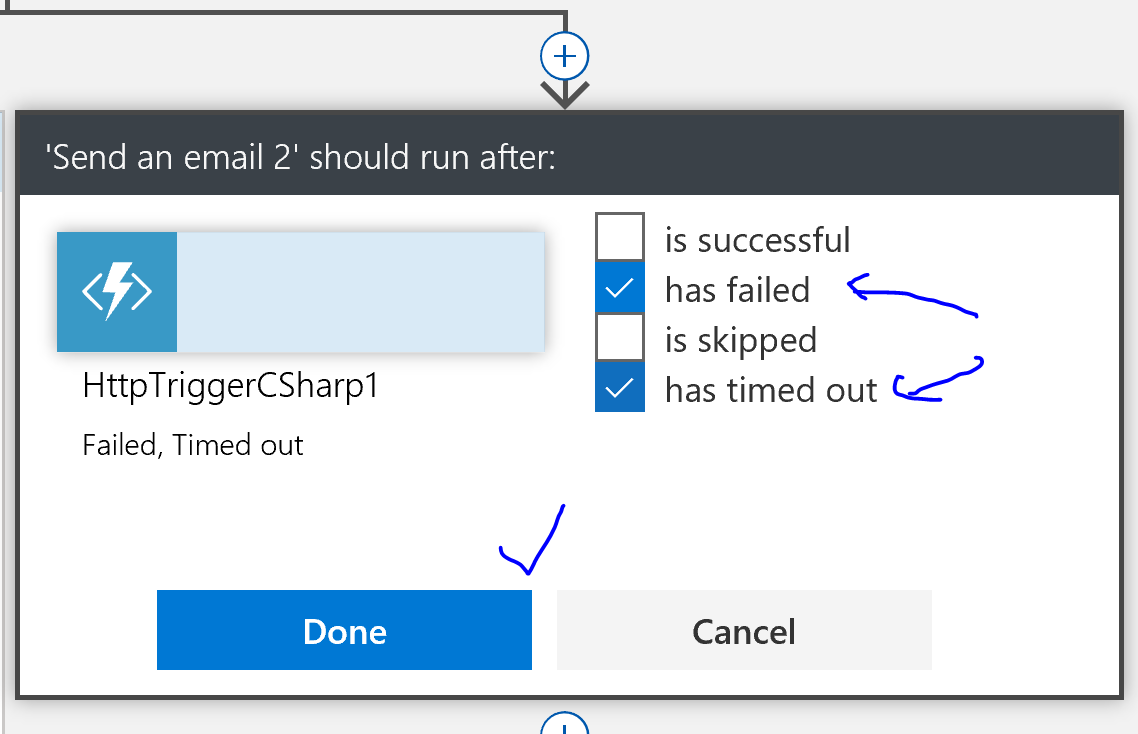 'Send an email 2' should run after:
is successful
has failed
is skipped
has timed out
HttpTriggerCSharp1
Failed, Timed out
Done
Cancel